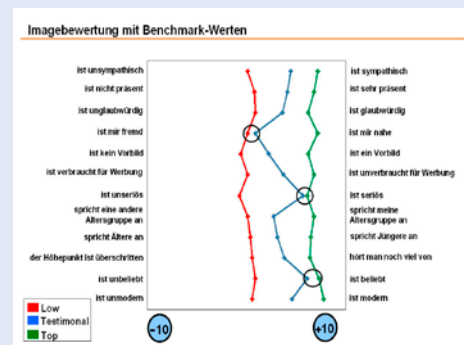 Imagebewertung mit Benchmark-Werten
ist unsympathisch
ist sympathisch
ist nicht präsent
ist sehr präsent
ist unglaubwürdig
ist glaubwürdig
ist mir fremd
ist mir nahe
ist kein Vorbild
ist ein Vorbild
ist verbraucht für Werbung
ist unverbraucht für Werbung
ist unseriös
ist seriös
spricht eine andere
Altersgruppe an
spricht meine
Altersgruppe an
spricht Ältere an
spricht Jüngere an
der Höhepunkt ist überschritten
hört man noch viel von
ist unbeliebt
ist beliebt
ist unmodern
ist modern
Low
Testimonal
Top
-10
+10